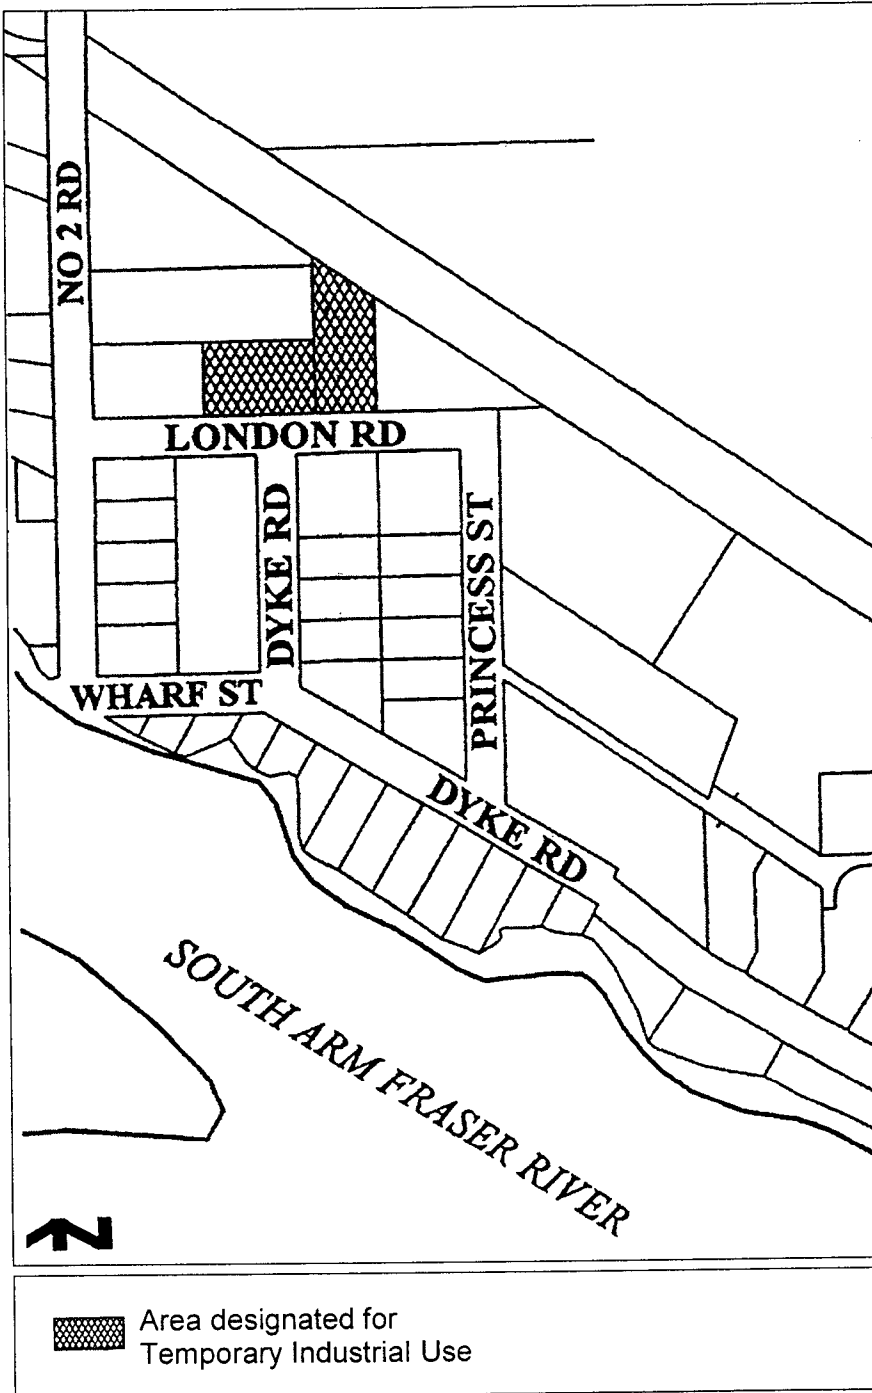 NO 2 RD
LONDON RD
DYKE RD
PRINCESS ST
WHARF ST
DYKE RD
SOUTH ARM FRASER RIVER
N
Area designated for
Temporary Industrial Use